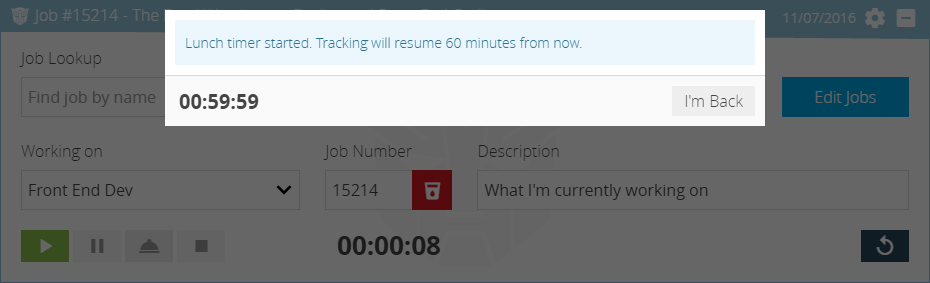 Job #15214 - The
11/07/2016
Lunch timer started. Tracking will resume 60 minutes from now.
00:59:59
I'm Back
Job Lookup
Find job by name
Edit Jobs
Working on
Job Number
Description
Front End Dev
15214
What I'm currently working on
00:00:08